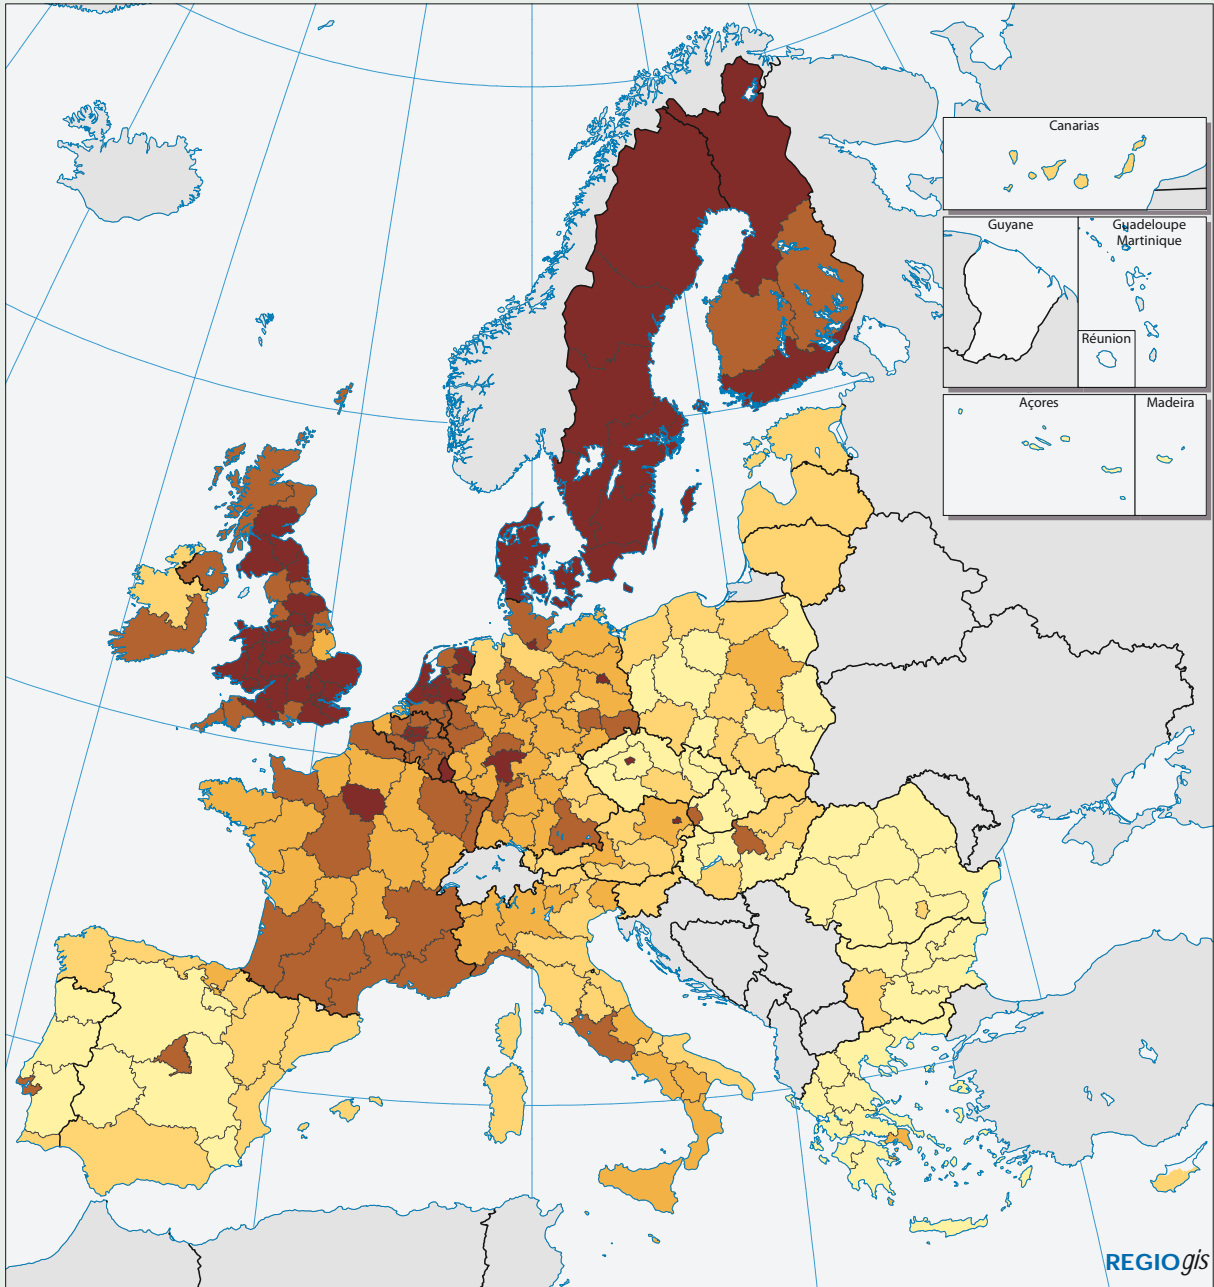 Canarias
Guyane
Guadeloupe
Martinique
Réunion
Açores
Madeira
REGIOgis